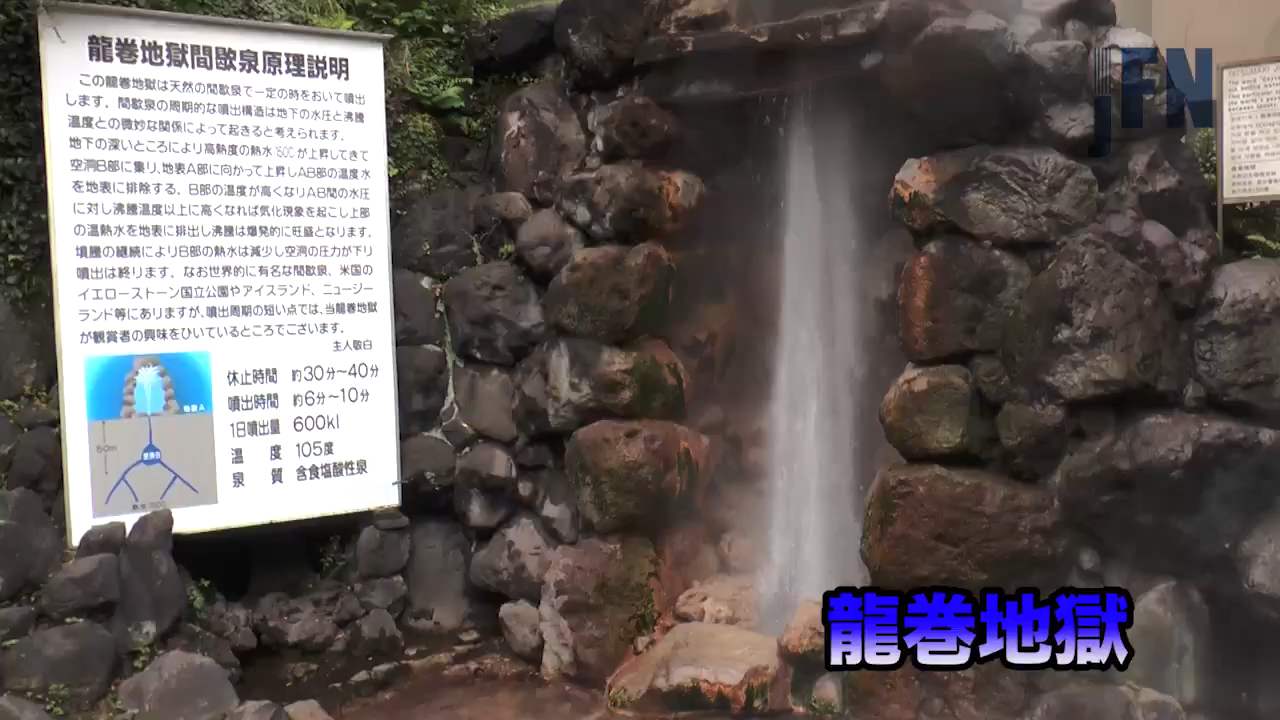 龍巻地獄間歇泉原理説明
この龍巻地獄は天然の間歇泉で一定の時をおいて噴出
します。間歇泉の周期的な噴出構造は地下の水圧と沸騰
温度との微妙な関係によって起きると考えられます。
地下の深いところにより高熱度の熱水150℃が上昇してきて
空洞B部に集り、地表A部に向かって上昇しAB部の温度水
を地表に排除する。B部の温度が高くなりAB間の水圧
に対し沸騰温度以上に高くなれば気化現象を起こし上部
の温熱水を地表に排出し沸騰は爆発的に旺盛となります。
墳騰の継続によりB部の熱水は減少し空洞の圧力が下り
噴出は終ります。なお世界的に有名な間歇泉、米国の
イエローストーン国立公園やアイスランド、ニュージー
ランド等にありますが、噴出周期の短い点では、当龍巻地獄
が観賞者の興味をひいているところでございます。
主人敬白
休止時間 約30分〜40分
噴出時間 約6分〜10分
1日噴出量 600kl
温度 105度
泉質 含食塩酸性泉
地表A
50m
空洞B
jFN
TATSUMAKI J
龍巻地獄